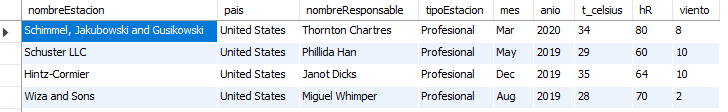 nombreEstacion pais nombreResponsable tipoEstacion mes anio t_celsius hR viento
Schimmel, Jakubowski and Gusikowski United States Thornton Chartres Profesional Mar 2020 34 80 8
Schuster LLC United States Phillida Han Profesional May 2019 29 60 10
Hintz-Cormier United States Janot Dicks Profesional Dec 2019 35 64 10
Wiza and Sons United States Miguel Whimper Profesional Aug 2019 28 70 2